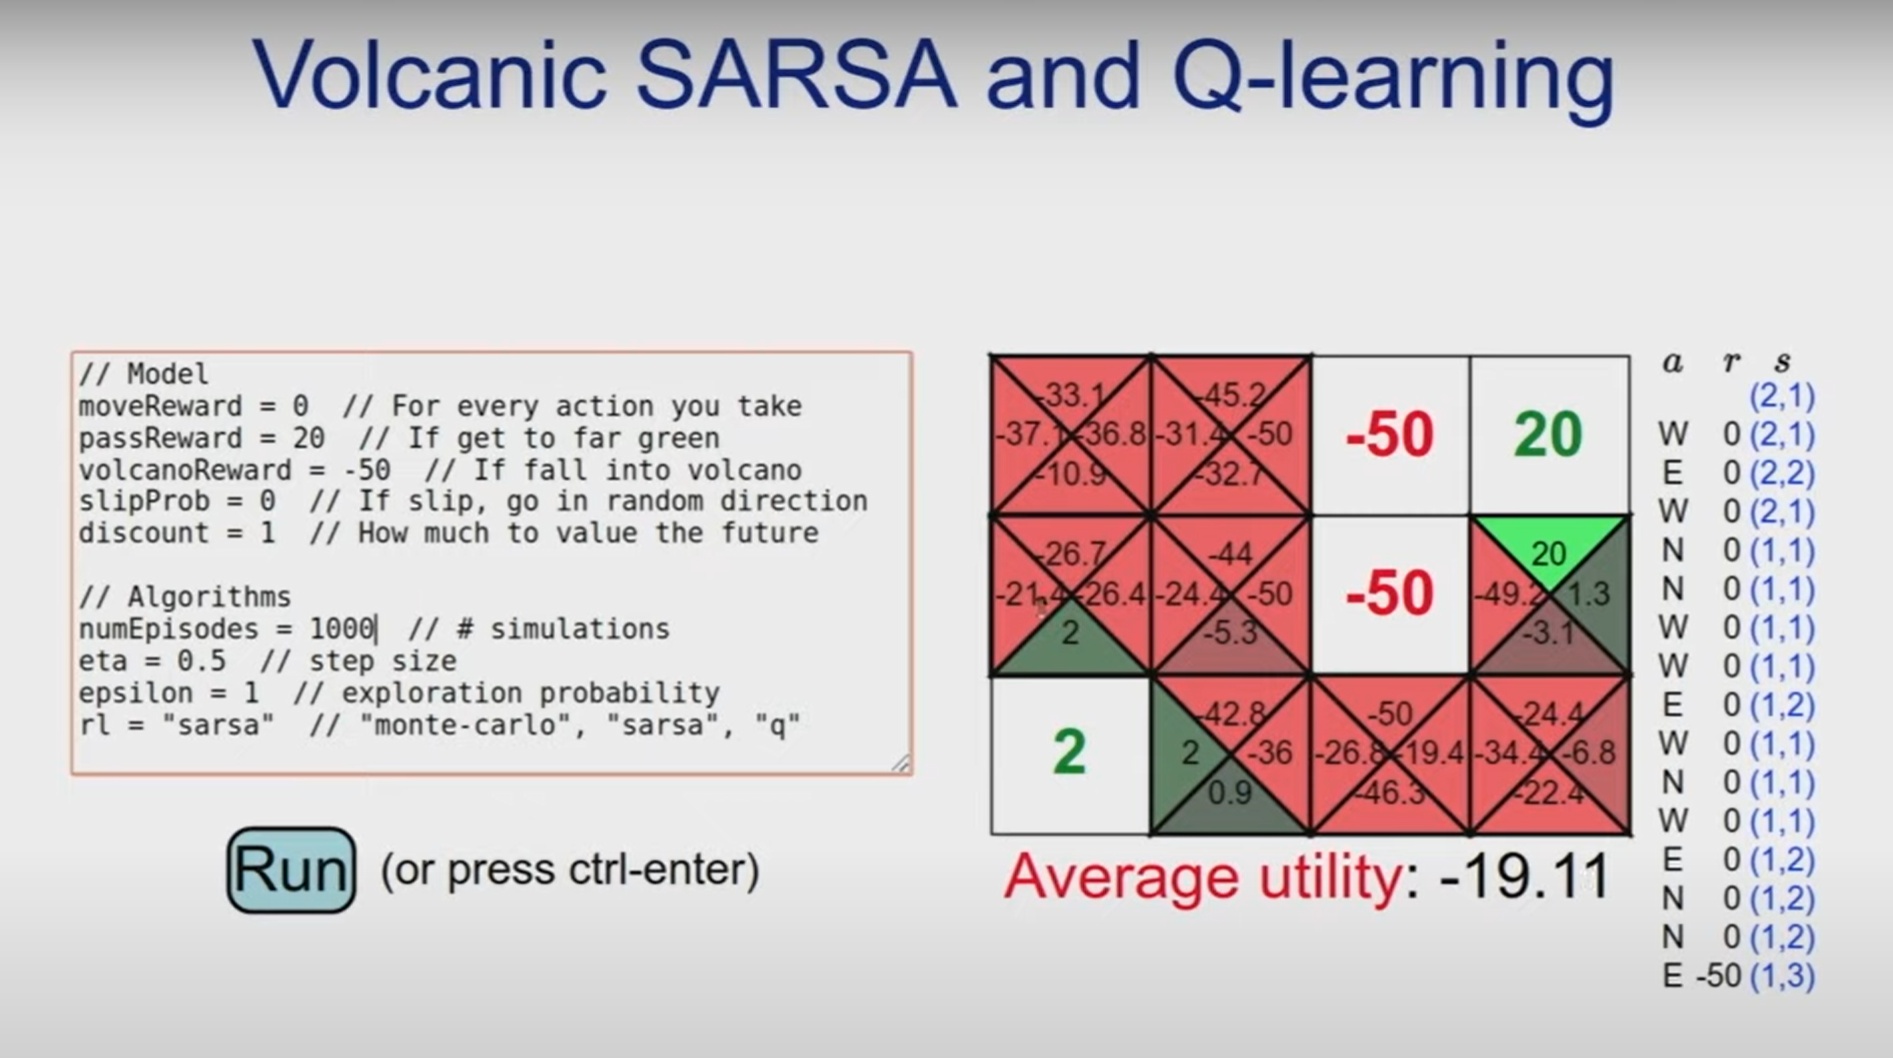 Volcanic SARSA and Q-learning
// Model
moveReward = 0  // For every action you take
passReward = 20  // If get to far green
volcanoReward = -50  // If fall into volcano
slipProb = 0  // If slip, go in random direction
discount = 1  // How much to value the future
// Algorithms
numEpisodes = 1000  // # simulations
eta = 0.5  // step size
epsilon = 1  // exploration probability
rl = "sarsa"  // "monte-carlo", "sarsa", "q"
Run (or press ctrl-enter)
-33.1 -45.2
-37.1 -36.8 -31.4 -50 -50 20
-10.9 -32.7
-26.7 -44 20
-21.4 -26.4 -24.4 -50 -50 -49.2 1.3
2 -5.3 -3.1
-42.8 -50 -24.4
2 2 -36 -26.8 -19.4 -34.4 -6.8
0.9 -46.3 -22.4
Average utility: -19.11
a r s
(2,1)
W 0 (2,1)
E 0 (2,2)
W 0 (2,1)
N 0 (1,1)
N 0 (1,1)
W 0 (1,1)
W 0 (1,1)
E 0 (1,2)
W 0 (1,1)
N 0 (1,1)
W 0 (1,1)
E 0 (1,2)
N 0 (1,2)
N 0 (1,2)
E -50 (1,3)